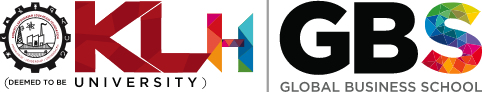 KLH
(DEEMED TO BE UNIVERSITY)
GBS
GLOBAL BUSINESS SCHOOL